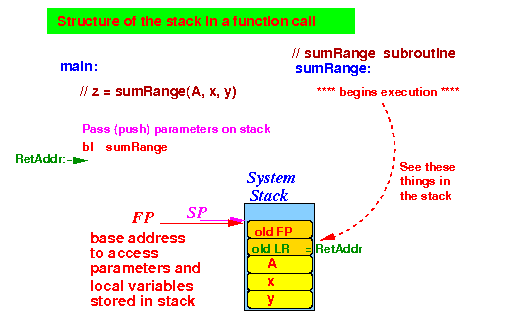 Structure of the stack in a function call
// sumRange subroutine
main:
sumRange:
// z = sumRange(A, x, y)
**** begins execution ****
Pass (push) parameters on stack
bl sumRange
RetAddr:
See these
things in
the stack
System
Stack
FP
SP
base address
to access
parameters and
local variables
stored in stack
old FP
old LR = RetAddr
A
x
y